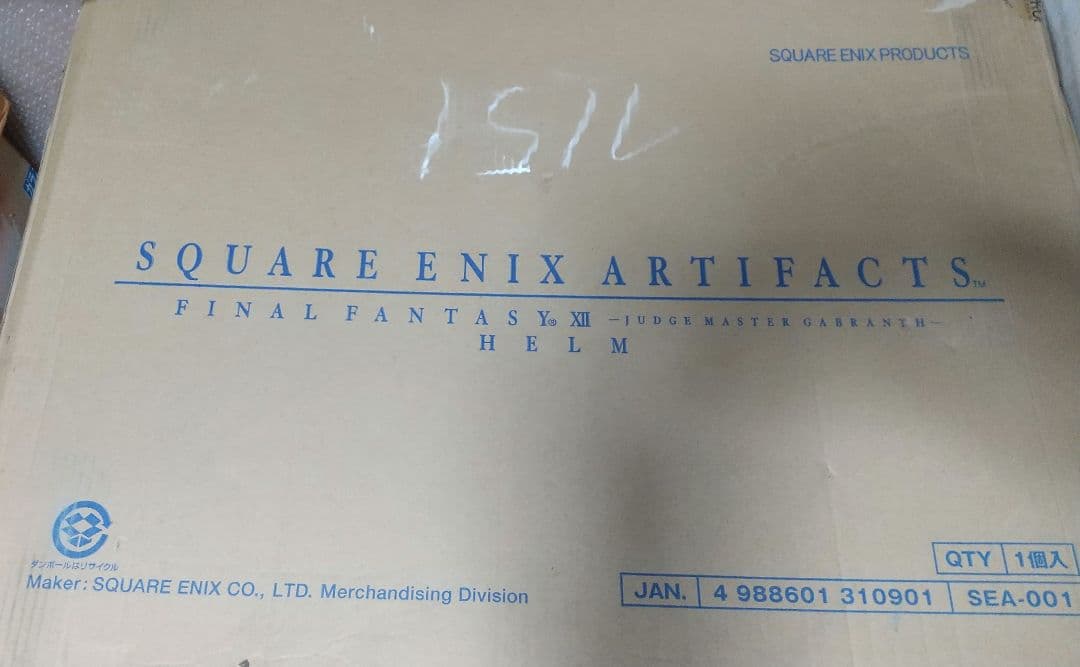 SQUARE ENIX PRODUCTS
SQUARE ENIX ARTIFACTS™
FINAL FANTASY® XII —JUDGE MASTER GABRANTH—
HELM
ダンボールはリサイクル
Maker: SQUARE ENIX CO., LTD. Merchandising Division
QTY 1個入
JAN. 4 988601 310901 SEA-001